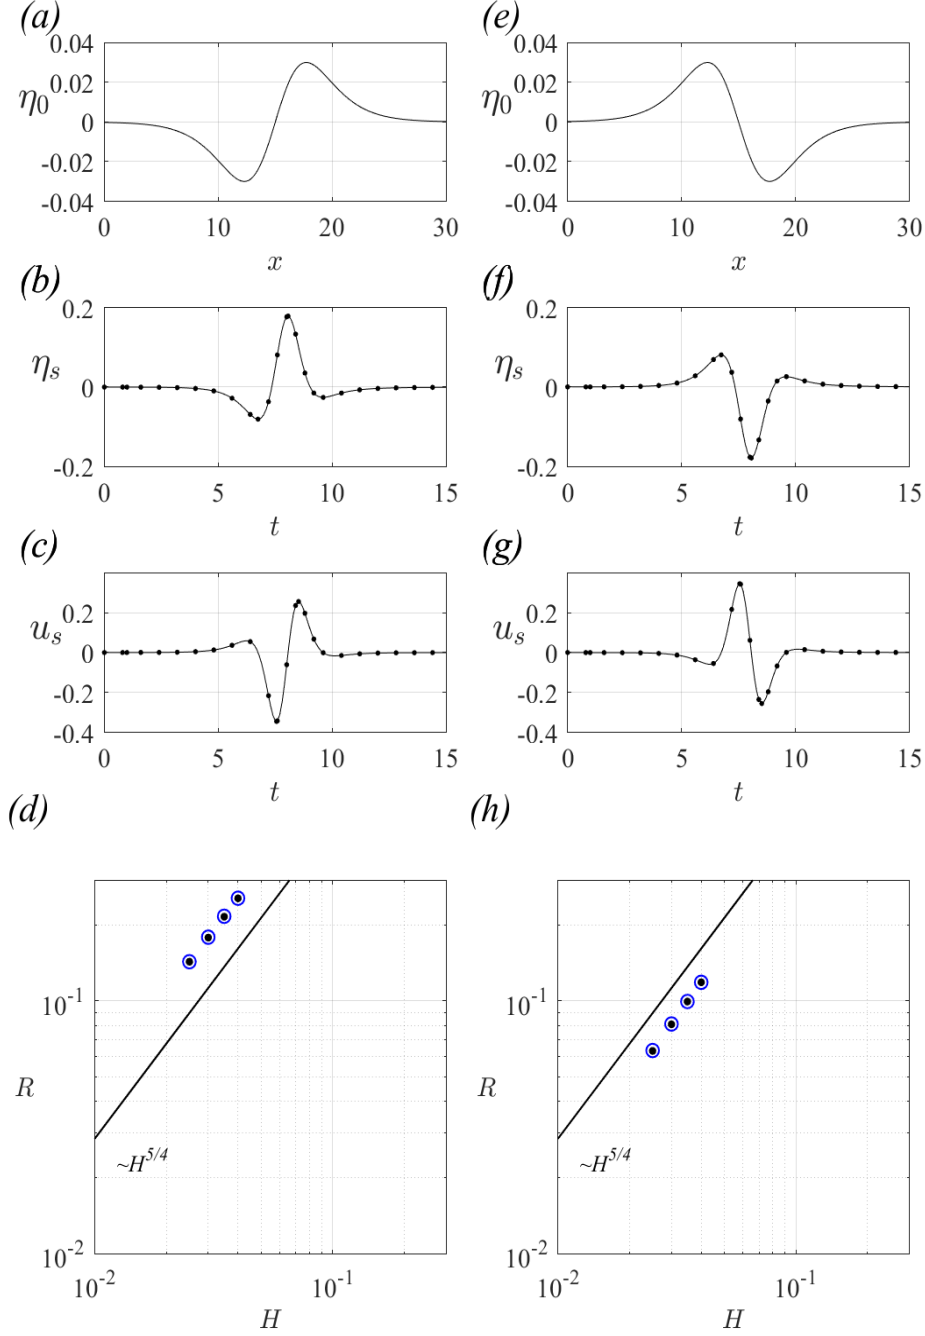 (a)
0.04
0.02
0
-0.02
-0.04
η0
0 10 20 30
x
(e)
0.04
0.02
0
-0.02
-0.04
η0
0 10 20 30
x
(b)
0.2
0
-0.2
ηs
0 5 10 15
t
(f)
0.2
0
-0.2
ηs
0 5 10 15
t
(c)
0.2
0
-0.2
-0.4
us
0 5 10 15
t
(g)
0.2
0
-0.2
-0.4
us
0 5 10 15
t
(d)
10^-1
R
~H^5/4
10^-2
10^-2 10^-1
H
(h)
10^-1
R
~H^5/4
10^-2
10^-2 10^-1
H